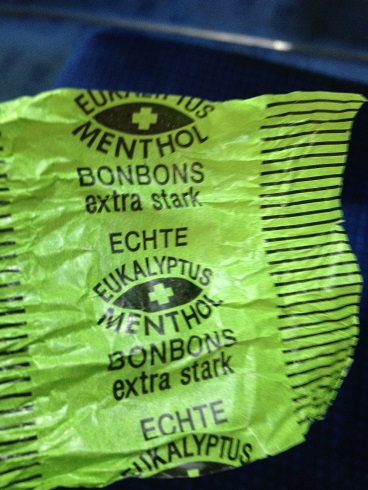 EUKALYPTUS
MENTHOL
BONBONS
extra stark
ECHTE
EUKALYPTUS
MENTHOL
BONBONS
extra stark
ECHTE
EUKALYPTUS